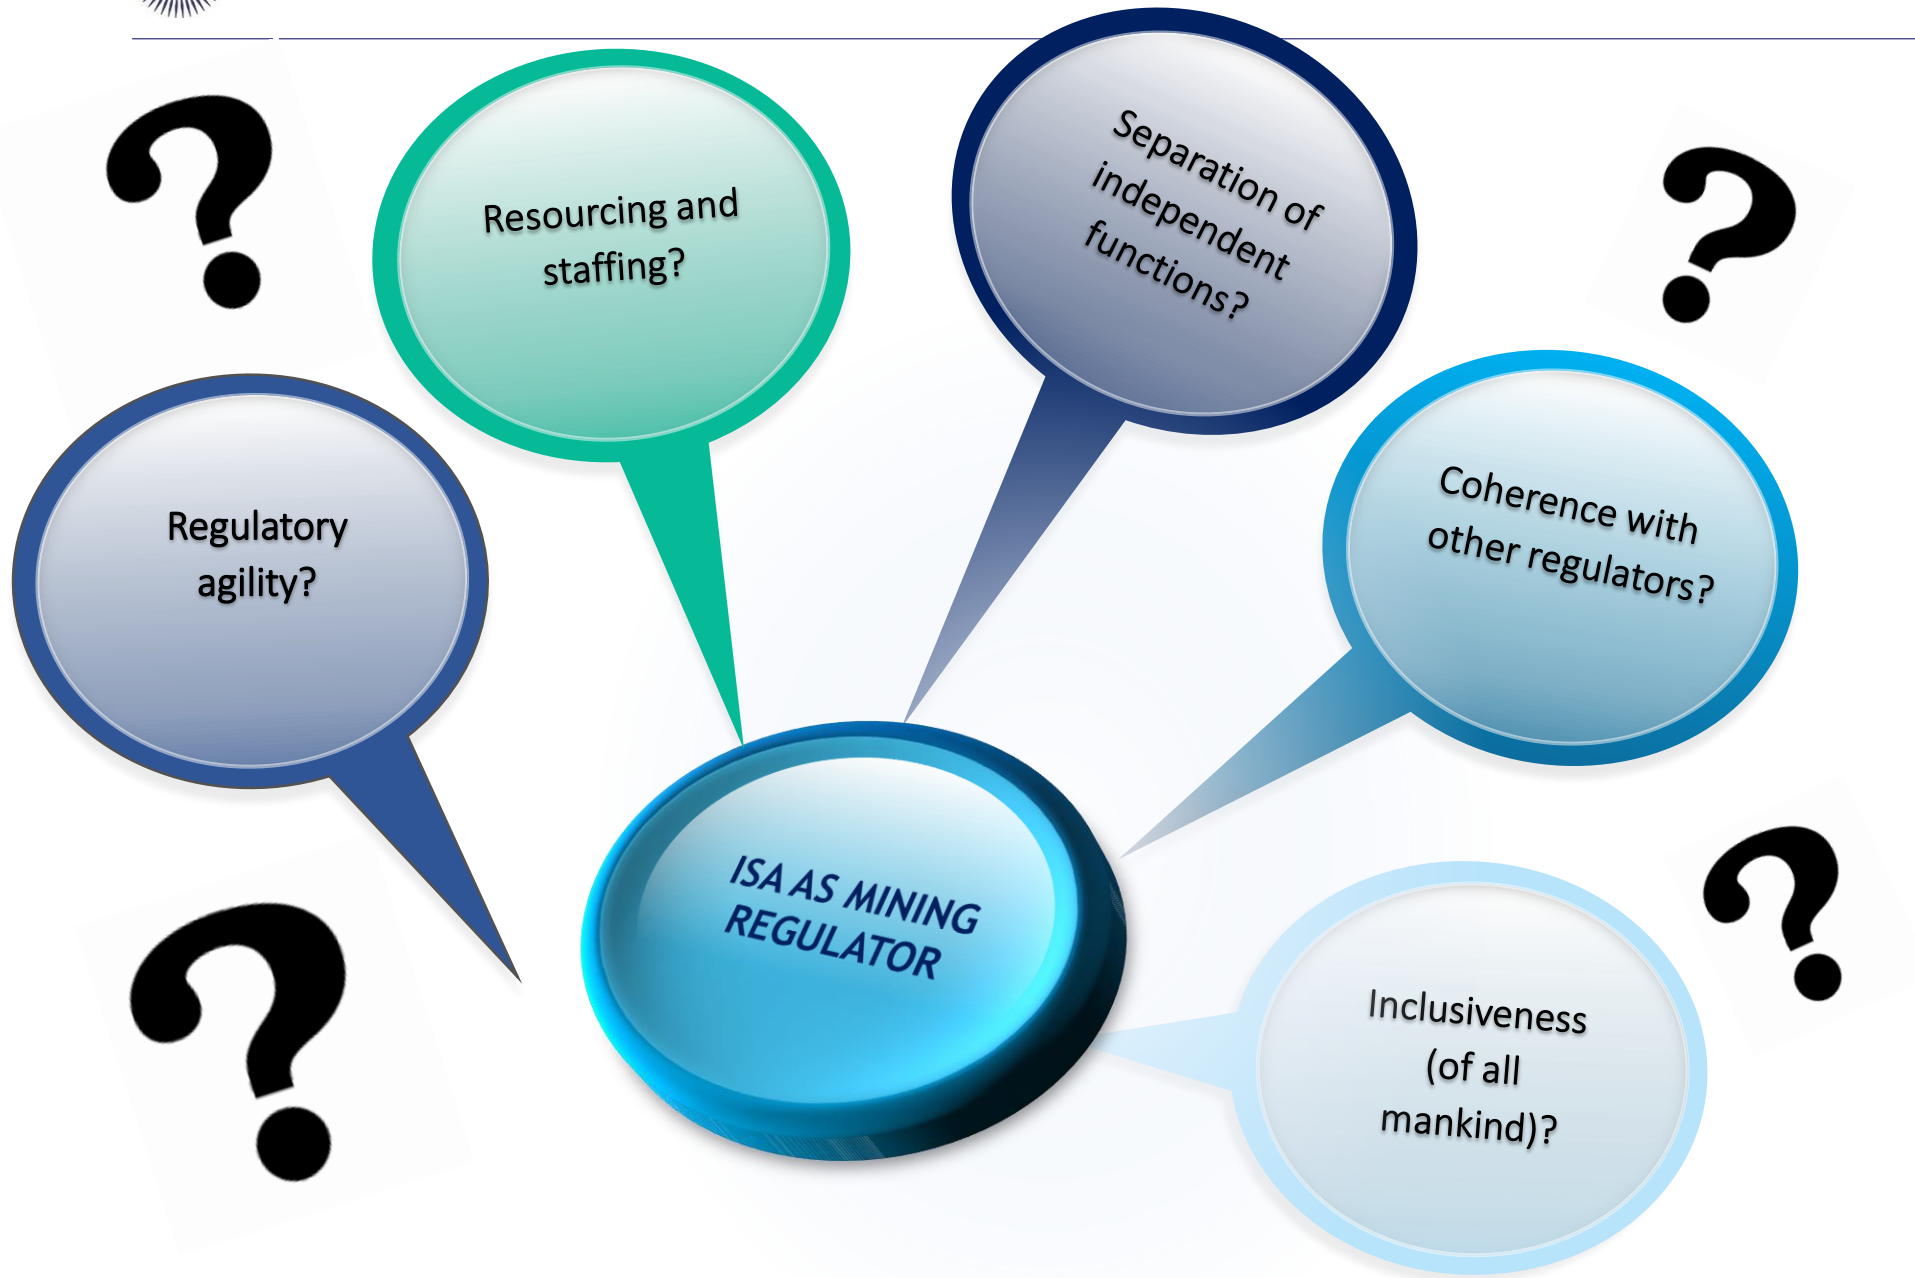 Resourcing and
staffing?
Separation of
independent
functions?
Regulatory
agility?
Coherence with
other regulators?
ISA AS MINING
REGULATOR
Inclusiveness
(of all
mankind)?
?
?
?
?